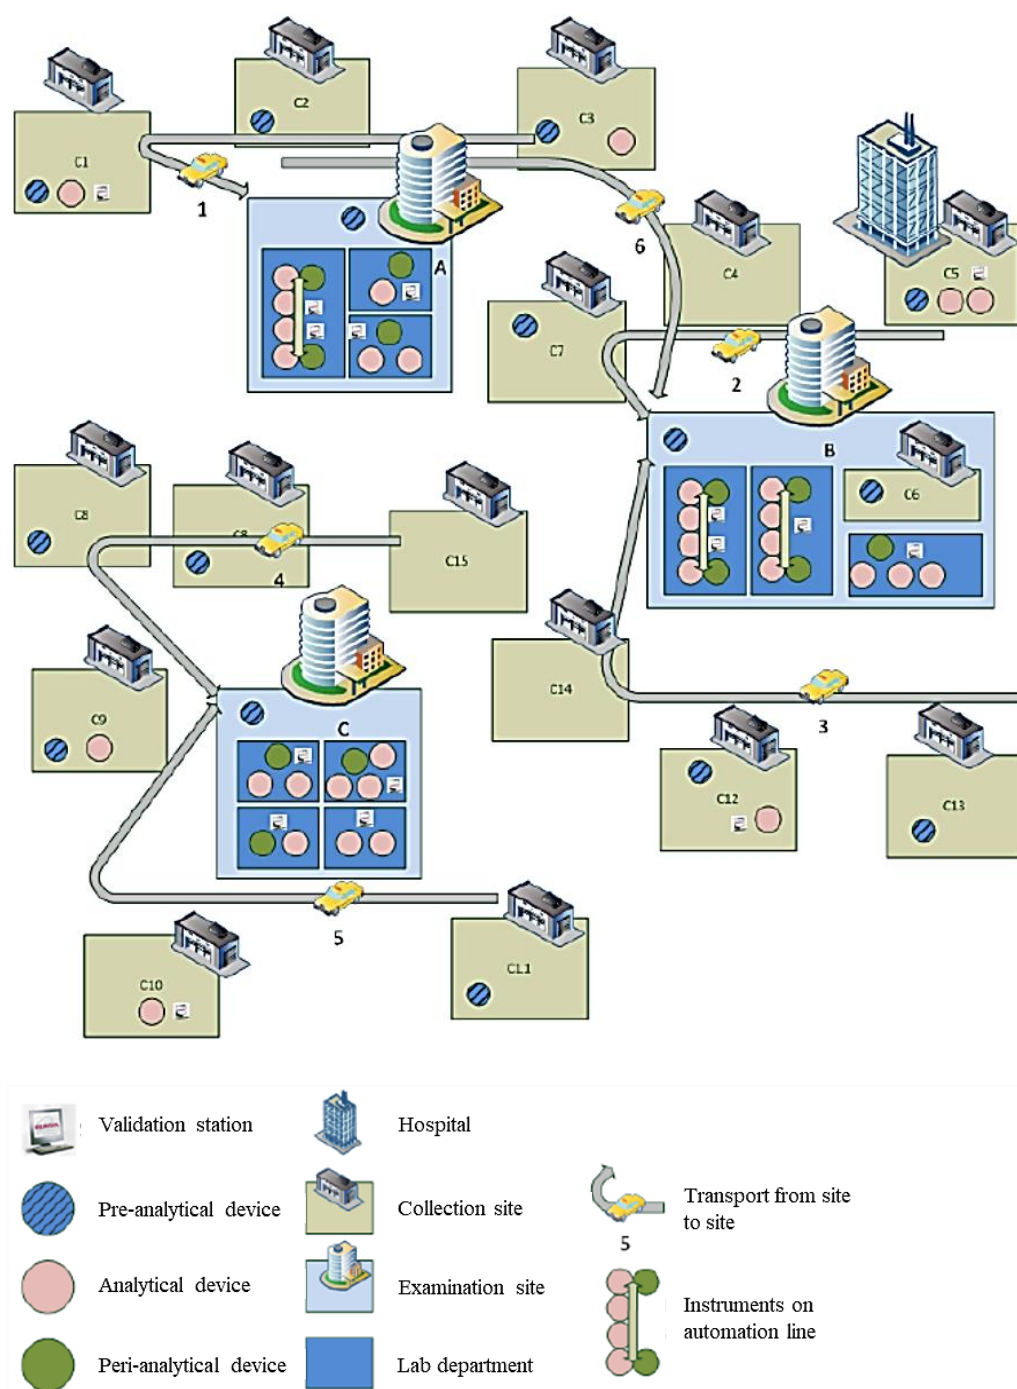 C2
C3
C1
1
6
C4
C5
A
C7
2
B
C6
C8
C8
C15
4
C14
C9
C
3
C12
C13
5
C10
CL1
Validation station
Hospital
Pre-analytical device
Collection site
Transport from site
to site
5
Analytical device
Examination site
Instruments on
automation line
Peri-analytical device
Lab department